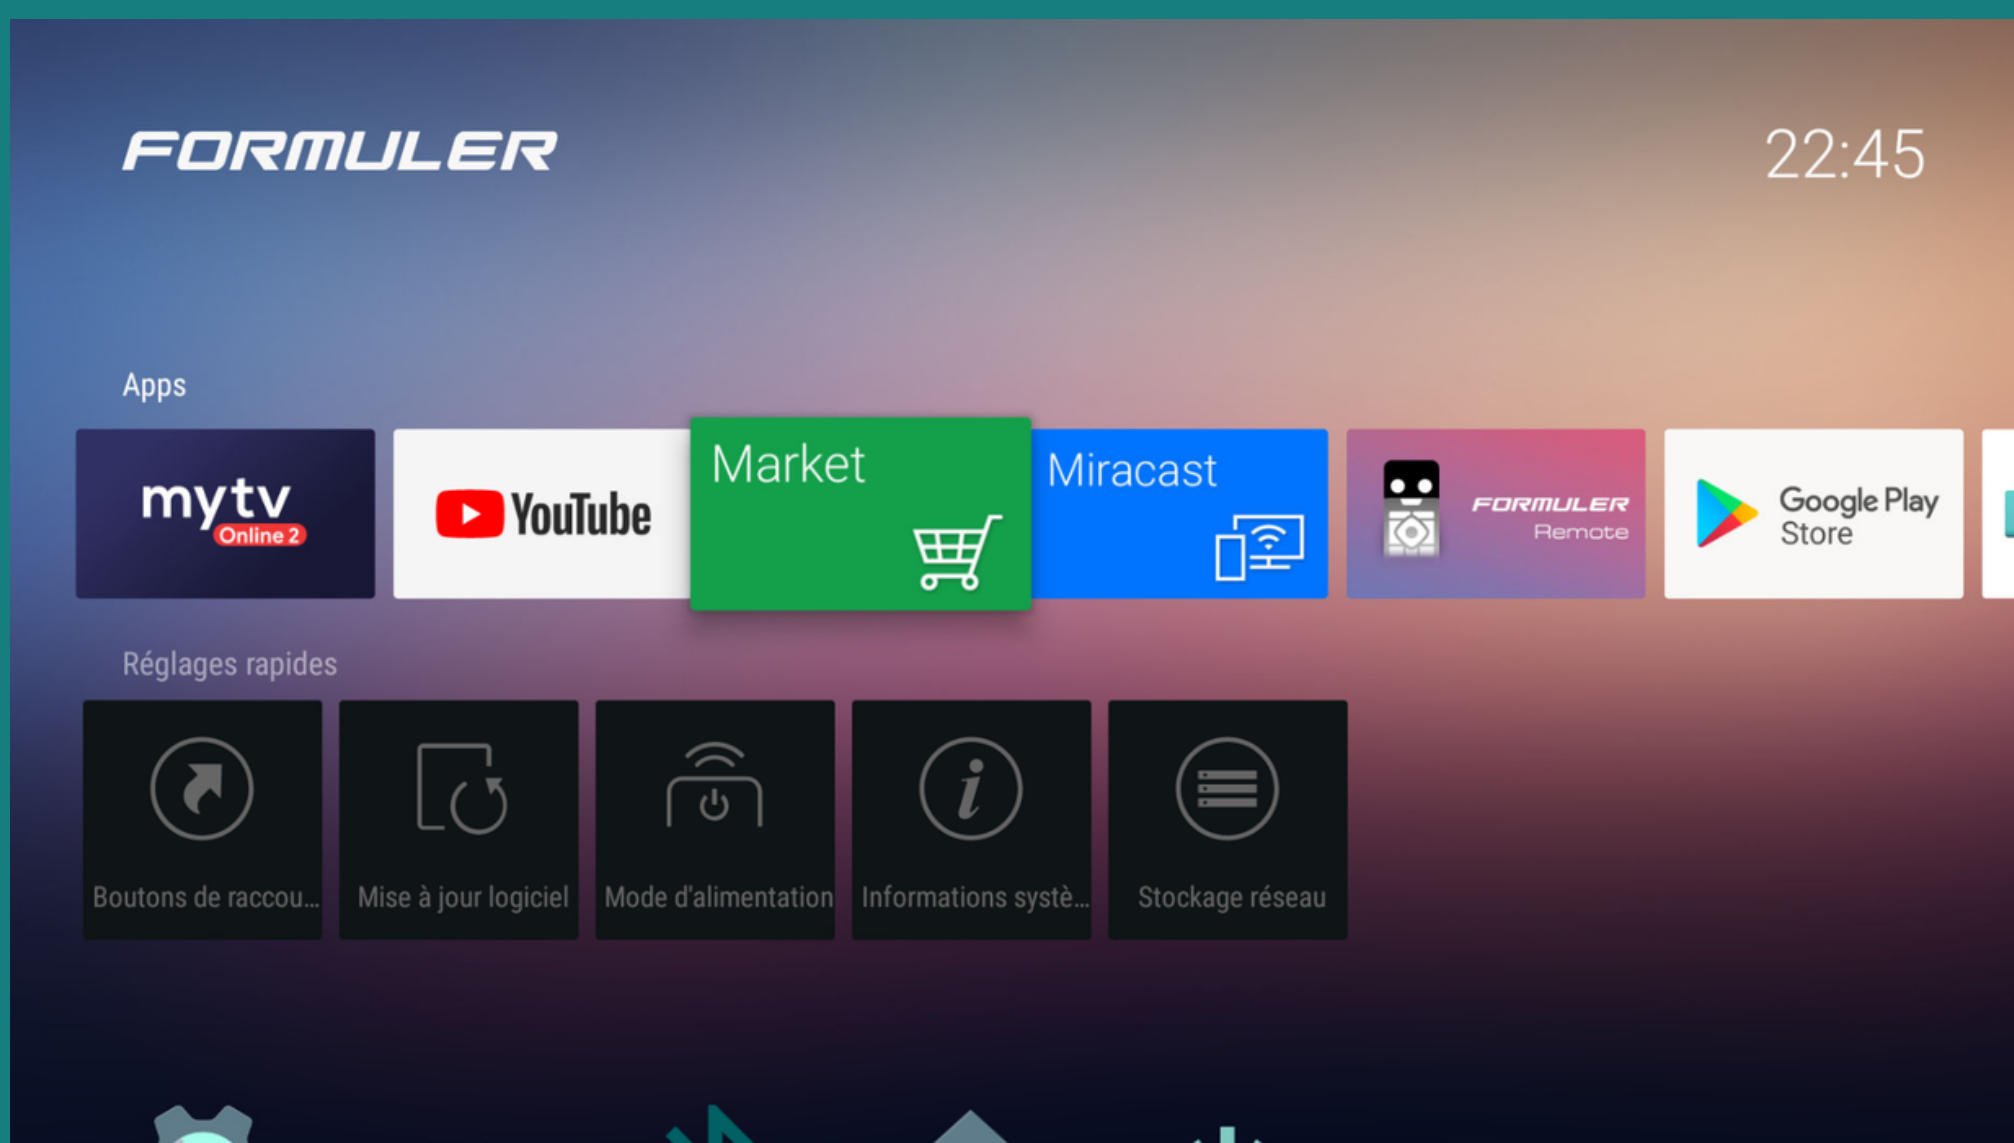 FORMULER
22:45
Apps
mytv
Online 2
YouTube
Market
Miracast
FORMULER
Remote
Google Play
Store
Réglages rapides
Boutons de raccou...
Mise à jour logiciel
Mode d'alimentation
Informations systè...
Stockage réseau